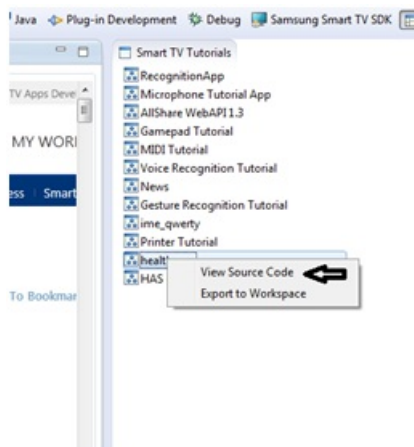 Java Plug-in Development Debug Samsung Smart TV SDK
Smart TV Tutorials
TV Apps Deve
MY WOR
ess Smart
To Bookmar
RecognitionApp
Microphone Tutorial App
AllShare WebAPI 1.3
Gamepad Tutorial
MIDI Tutorial
Voice Recognition Tutorial
News
Gesture Recognition Tutorial
ime_qwerty
Printer Tutorial
healt
HAS
View Source Code
Export to Workspace